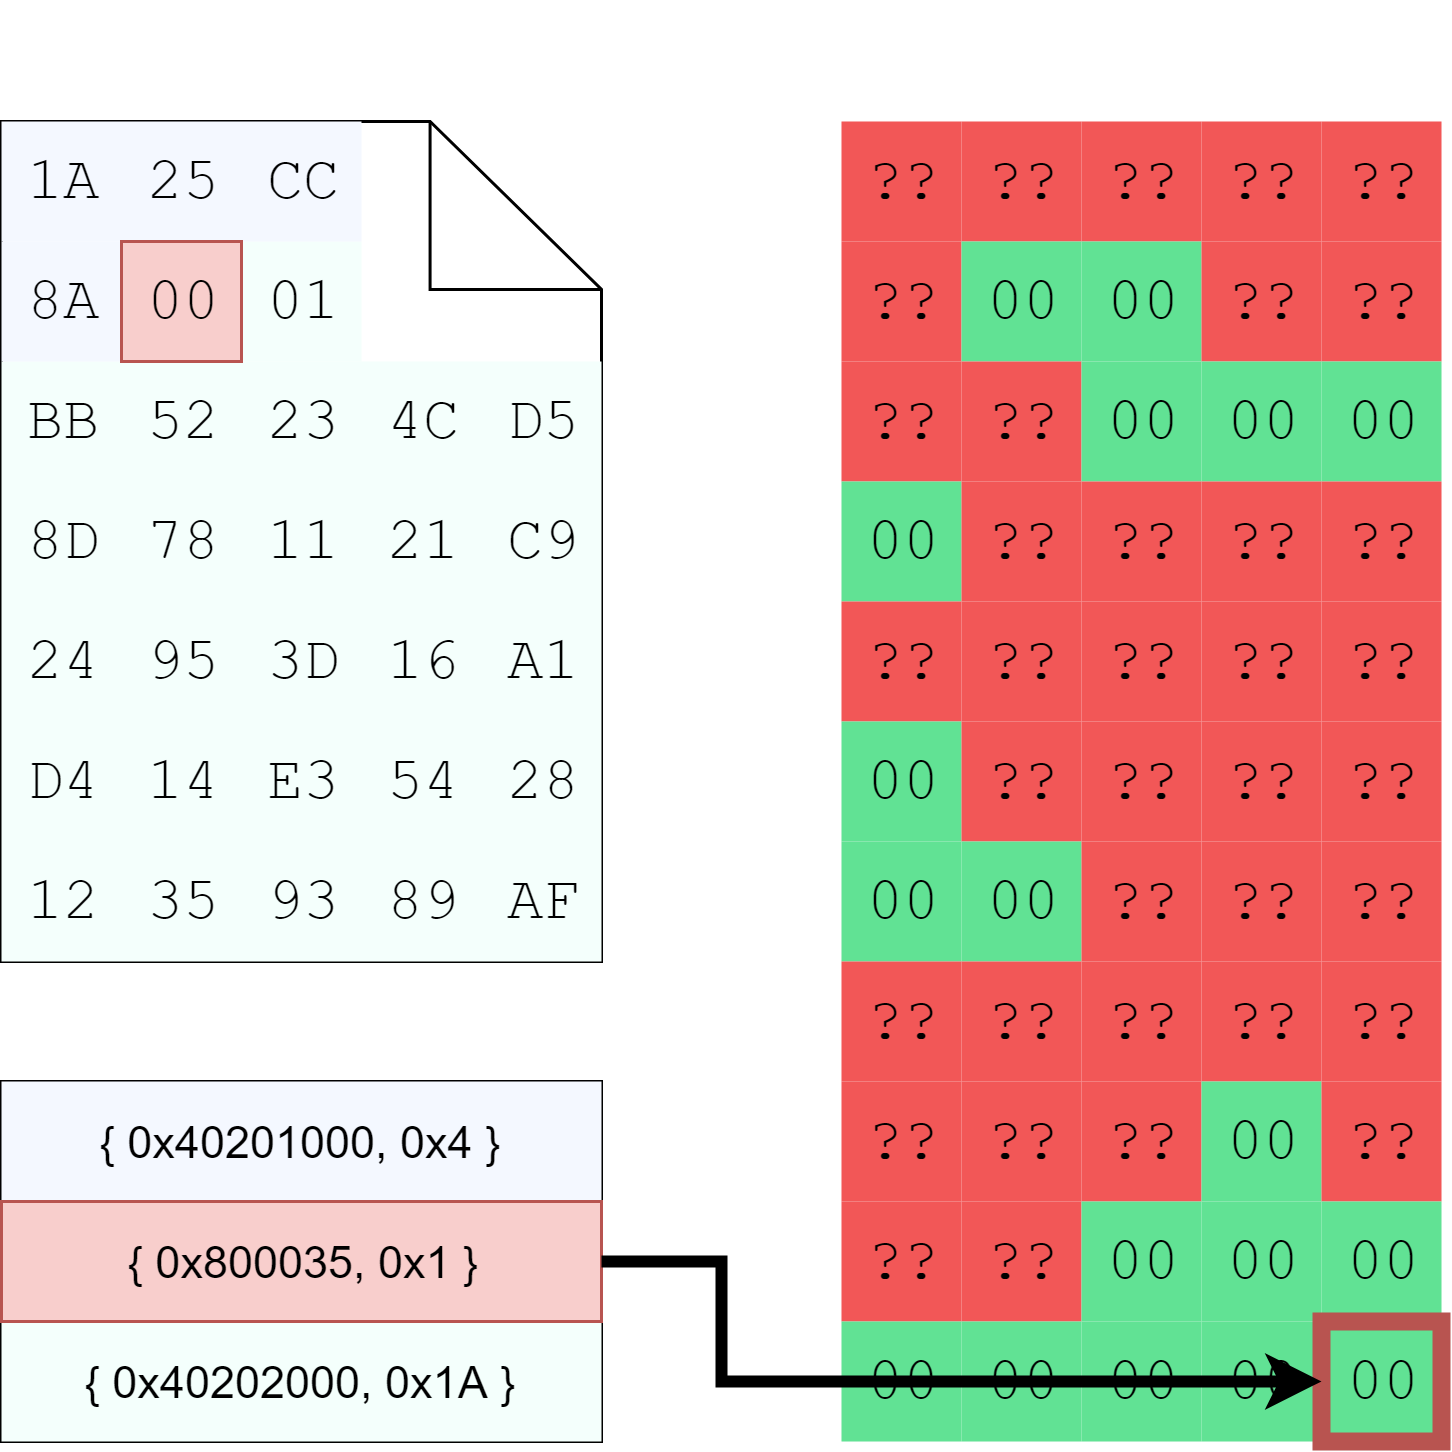 1A 25 CC
8A 00 01
BB 52 23 4C D5
8D 78 11 21 C9
24 95 3D 16 A1
D4 14 E3 54 28
12 35 93 89 AF
{ 0x40201000, 0x4 }
{ 0x800035, 0x1 }
{ 0x40202000, 0x1A }
?? ?? ?? ?? ??
?? 00 00 ?? ??
?? ?? 00 00 00
00 ?? ?? ?? ??
?? ?? ?? ?? ??
00 ?? ?? ?? ??
00 00 ?? ?? ??
?? ?? ?? ?? ??
?? ?? ?? 00 ??
?? ?? 00 00 00
00 00 00 00 00